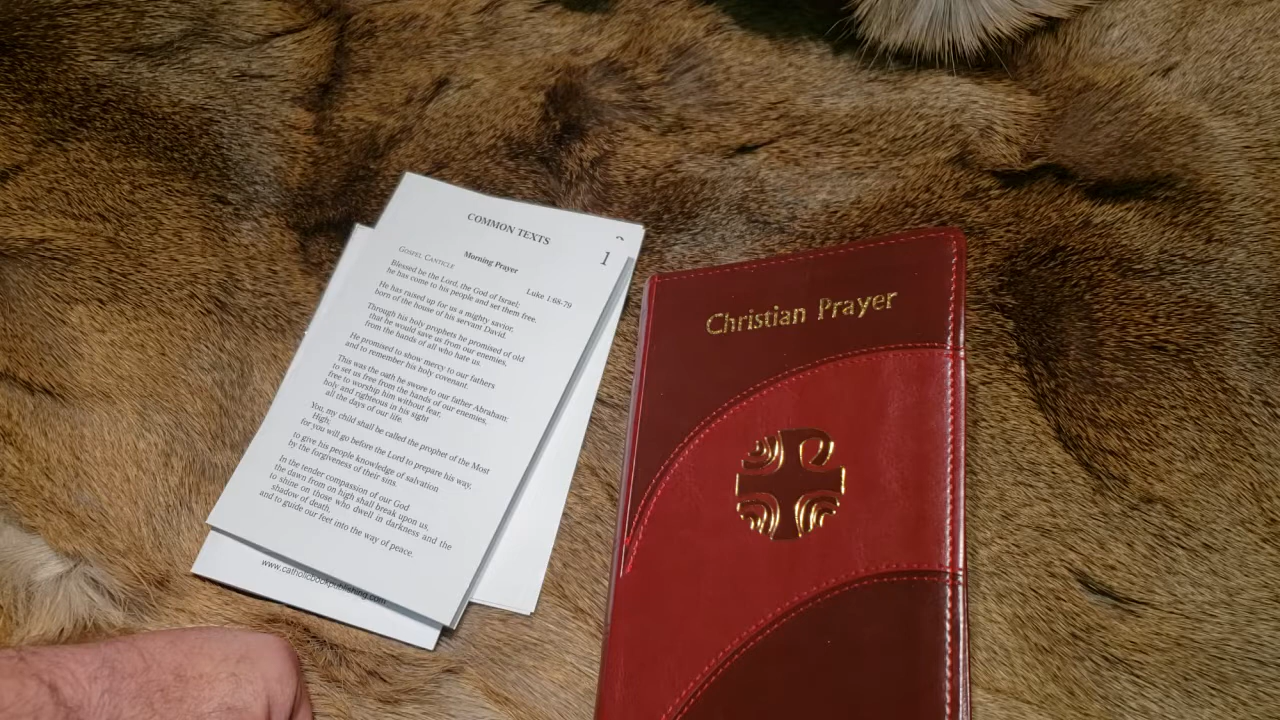 COMMON TEXTS
1
Morning Prayer
GOSPEL CANTICLE
Luke 1:68-79
Blessed be the Lord, the God of Israel;
he has come to his people and set them free.
He has raised up for us a mighty savior,
born of the house of his servant David.
Through his holy prophets he promised of old
that he would save us from our enemies,
from the hands of all who hate us.
He promised to show mercy to our fathers
and to remember his holy covenant.
This was the oath he swore to our father Abraham:
to set us free from the hands of our enemies,
free to worship him without fear,
holy and righteous in his sight
all the days of our life.
You, my child shall be called the prophet of the Most
High;
for you will go before the Lord to prepare his way,
to give his people knowledge of salvation
by the forgiveness of their sins.
In the tender compassion of our God
the dawn from on high shall break upon us,
to shine on those who dwell in darkness and the
shadow of death,
and to guide our feet into the way of peace.
www.catholicbookpublishing.com
Christian Prayer